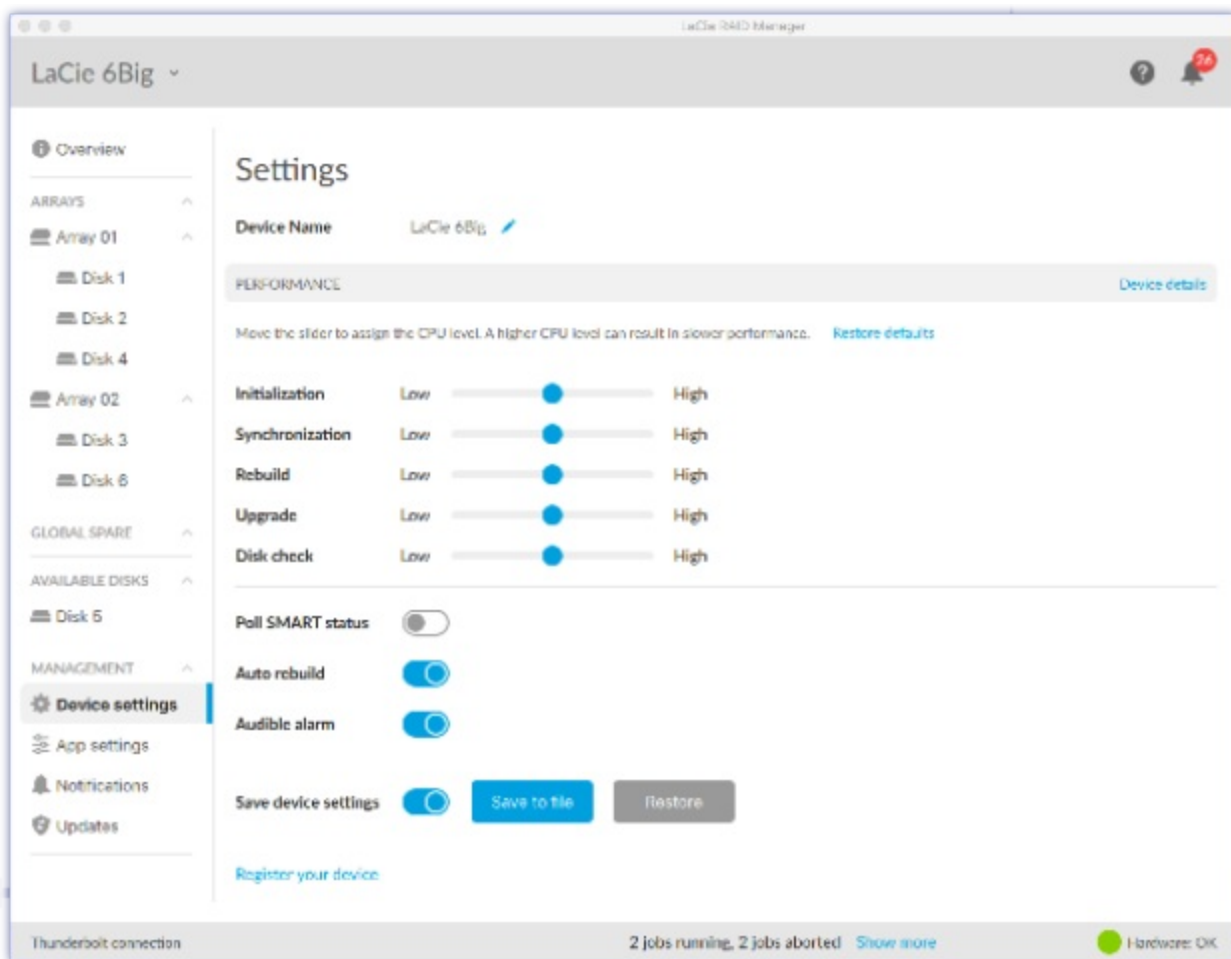 LaCie RAID Manager
LaCie 6Big
26
Overview
ARRAYS
Array 01
Disk 1
Disk 2
Disk 4
Array 02
Disk 3
Disk 6
GLOBAL SPARE
AVAILABLE DISKS
Disk 5
MANAGEMENT
Device settings
App settings
Notifications
Updates
Settings
Device Name LaCie 6Big
PERFORMANCE Device details
Move the slider to assign the CPU level. A higher CPU level can result in slower performance. Restore defaults
Initialization Low High
Synchronization Low High
Rebuild Low High
Upgrade Low High
Disk check Low High
Poll SMART status
Auto rebuild
Audible alarm
Save device settings Save to file Restore
Register your device
Thunderbolt connection 2 jobs running, 2 jobs aborted Show more Hardware: OK